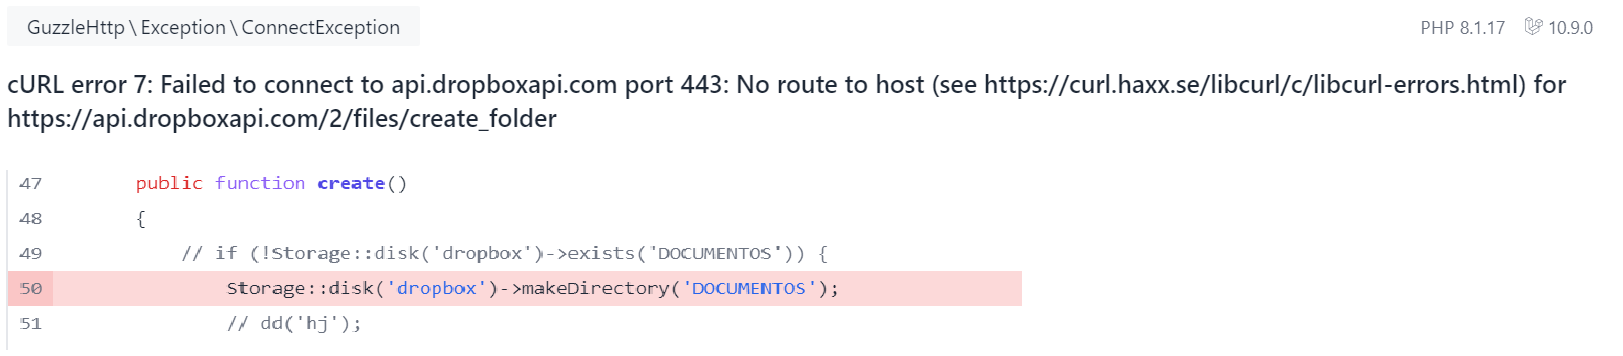 GuzzleHttp \ Exception \ ConnectException
PHP 8.1.17 10.9.0
cURL error 7: Failed to connect to api.dropboxapi.com port 443: No route to host (see https://curl.haxx.se/libcurl/c/libcurl-errors.html) for
https://api.dropboxapi.com/2/files/create_folder
47 public function create()
48 {
49 // if (!Storage::disk('dropbox')->exists('DOCUMENTOS')) {
50 Storage::disk('dropbox')->makeDirectory('DOCUMENTOS');
51 // dd('hj');